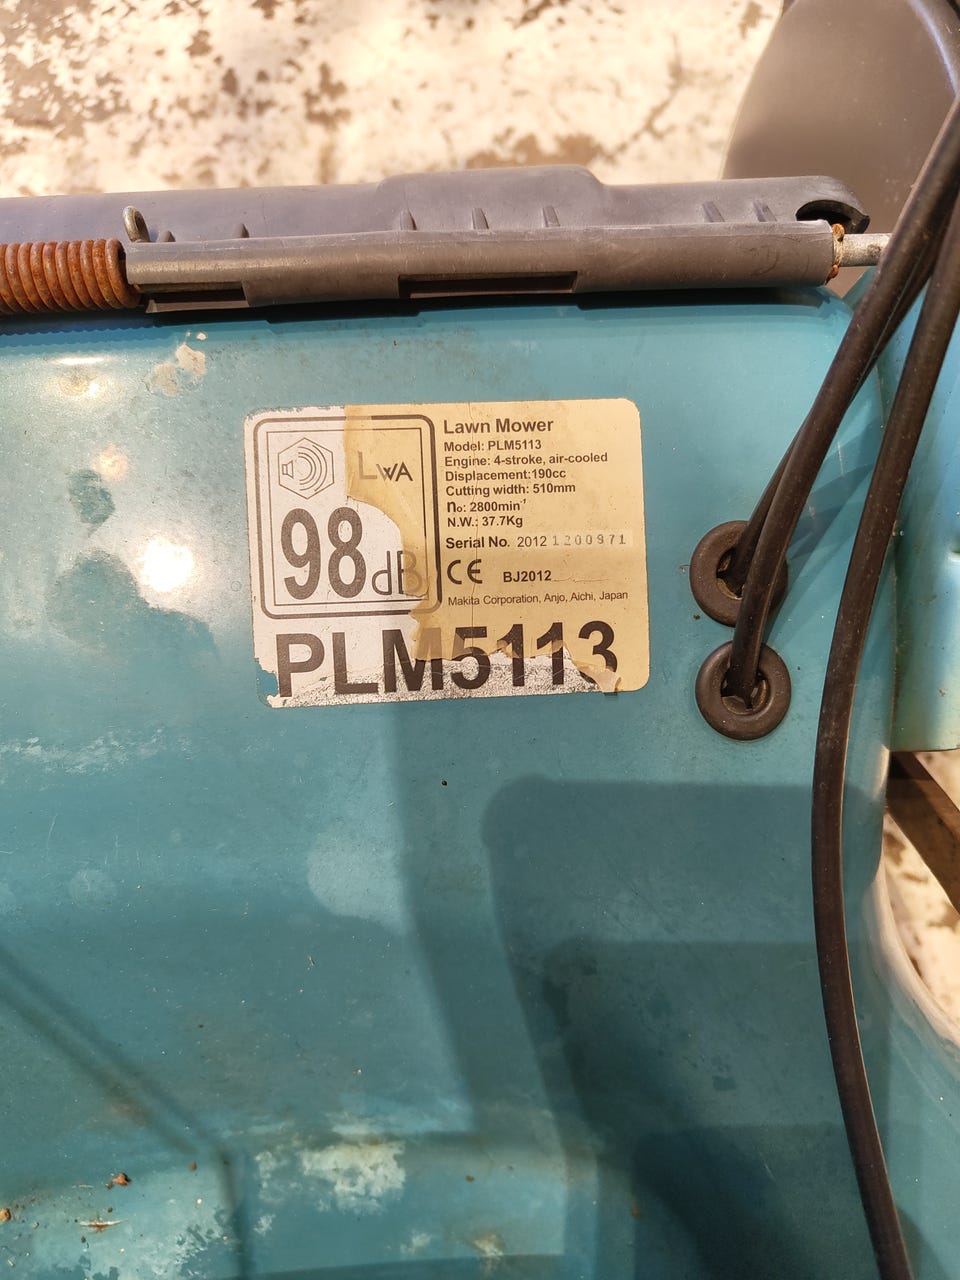 LWA
98dB
Lawn Mower
Model: PLM5113
Engine: 4-stroke, air-cooled
Displacement:190cc
Cutting width: 510mm
no: 2800min-1
N.W.: 37.7Kg
Serial No. 2012 1200971
CE BJ2012
Makita Corporation, Anjo, Aichi, Japan
PLM5113